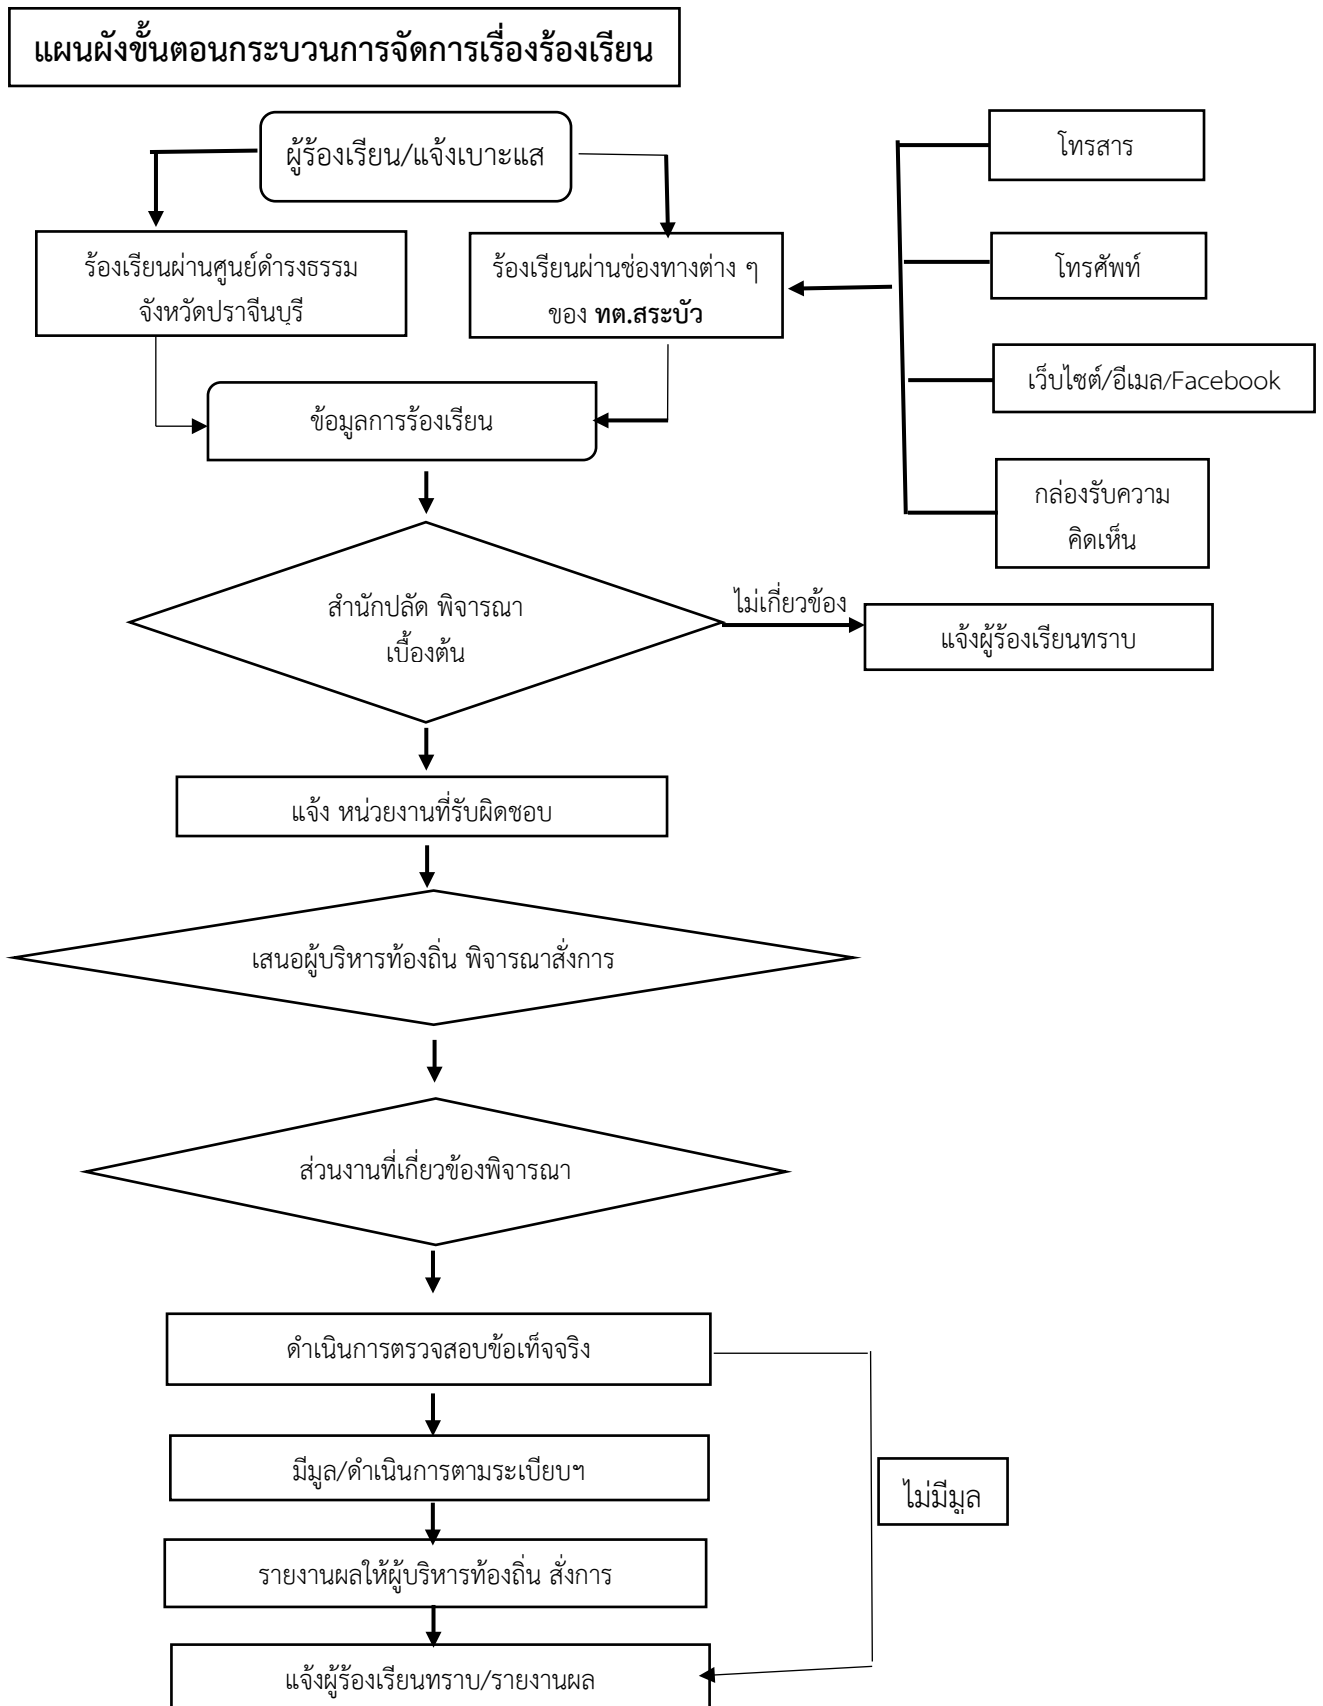 แผนผังขั้นตอนกระบวนการจัดการเรื่องร้องเรียน
ผู้ร้องเรียน/แจ้งเบาะแส
โทรสาร
ร้องเรียนผ่านศูนย์ดำรงธรรม
จังหวัดปราจีนบุรี
ร้องเรียนผ่านช่องทางต่าง ๆ
ของ ทต.สระบัว
โทรศัพท์
เว็บไซต์/อีเมล/Facebook
ข้อมูลการร้องเรียน
กล่องรับความ
คิดเห็น
สำนักปลัด พิจารณา
เบื้องต้น
ไม่เกี่ยวข้อง
แจ้งผู้ร้องเรียนทราบ
แจ้ง หน่วยงานที่รับผิดชอบ
เสนอผู้บริหารท้องถิ่น พิจารณาสั่งการ
ส่วนงานที่เกี่ยวข้องพิจารณา
ดำเนินการตรวจสอบข้อเท็จจริง
มีมูล/ดำเนินการตามระเบียบฯ
ไม่มีมูล
รายงานผลให้ผู้บริหารท้องถิ่น สั่งการ
แจ้งผู้ร้องเรียนทราบ/รายงานผล